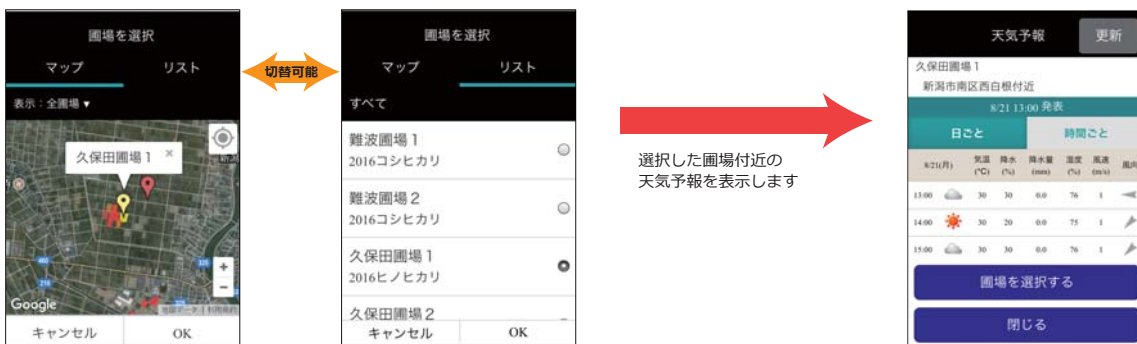 圃場を選択
マップ リスト
表示：全圃場▼
久保田圃場1 ×
+
-
Google
地図データ 利用規約
キャンセル OK
切替可能
圃場を選択
マップ リスト
すべて
難波圃場1
2016コシヒカリ
難波圃場2
2016コシヒカリ
久保田圃場1
2016ヒノヒカリ
久保田圃場2
キャンセル OK
選択した圃場付近の
天気予報を表示します
天気予報 更新
久保田圃場1
新潟市南区西白根付近
8/21 13:00 発表
日ごと 時間ごと
8/21(月) 気温(℃) 降水(%) 降水量(mm) 湿度(%) 風速(m/s) 風向
13:00 30 30 0.0 76 1
14:00 30 20 0.0 75 1
15:00 30 30 0.0 76 1
圃場を選択する
閉じる